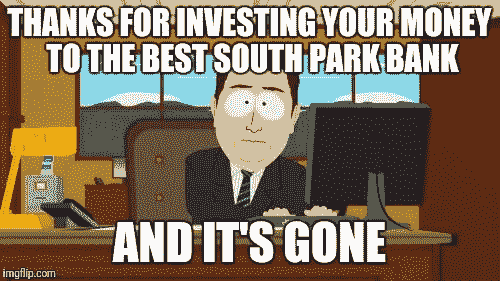 THANKS FOR INVESTING YOUR MONEY
TO THE BEST SOUTH PARK BANK
AND IT'S GONE
imgflip.com